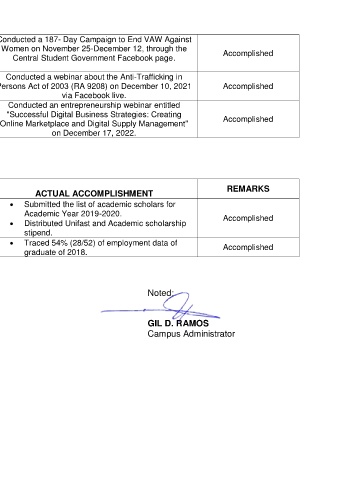 Conducted a 187- Day Campaign to End VAW Against
Women on November 25-December 12, through the
Central Student Government Facebook page.
Accomplished
Conducted a webinar about the Anti-Trafficking in
Persons Act of 2003 (RA 9208) on December 10, 2021
via Facebook live.
Accomplished
Conducted an entrepreneurship webinar entitled
"Successful Digital Business Strategies: Creating
Online Marketplace and Digital Supply Management"
on December 17, 2022.
Accomplished
ACTUAL ACCOMPLISHMENT
REMARKS
• Submitted the list of academic scholars for
Academic Year 2019-2020.
• Distributed Unifast and Academic scholarship
stipend.
Accomplished
• Traced 54% (28/52) of employment data of
graduate of 2018.
Accomplished
Noted:
GIL D. RAMOS
Campus Administrator